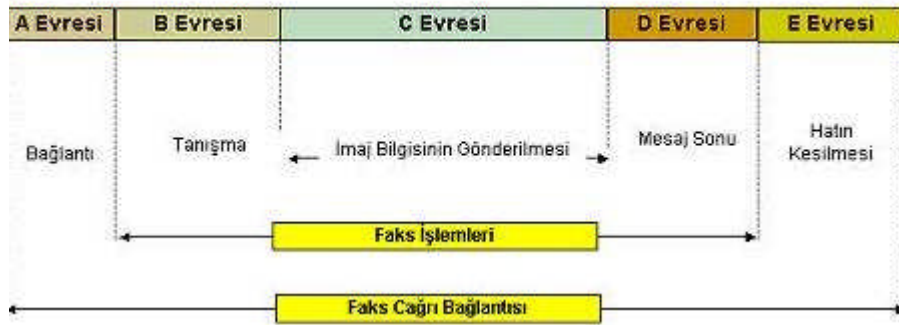 A Evresi B Evresi C Evresi D Evresi E Evresi
Bağlantı Tanışma İmaj Bilgisinin Gönderilmesi Mesaj Sonu Hatın
Kesilmesi
Faks İşlemleri
Faks Cağrı Bağlantısı